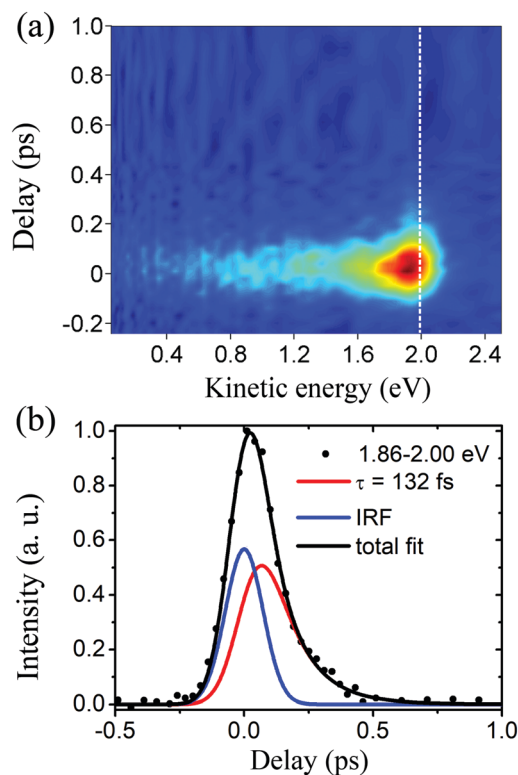 (a)
1.0
0.8
0.6
0.4
0.2
0
-0.2
Delay (ps)
0.4 0.8 1.2 1.6 2.0 2.4
Kinetic energy (eV)
(b)
1.0
0.8
0.6
0.4
0.2
0.0
Intensity (a. u.)
1.86-2.00 eV
τ = 132 fs
IRF
total fit
-0.5 0.0 0.5 1.0
Delay (ps)